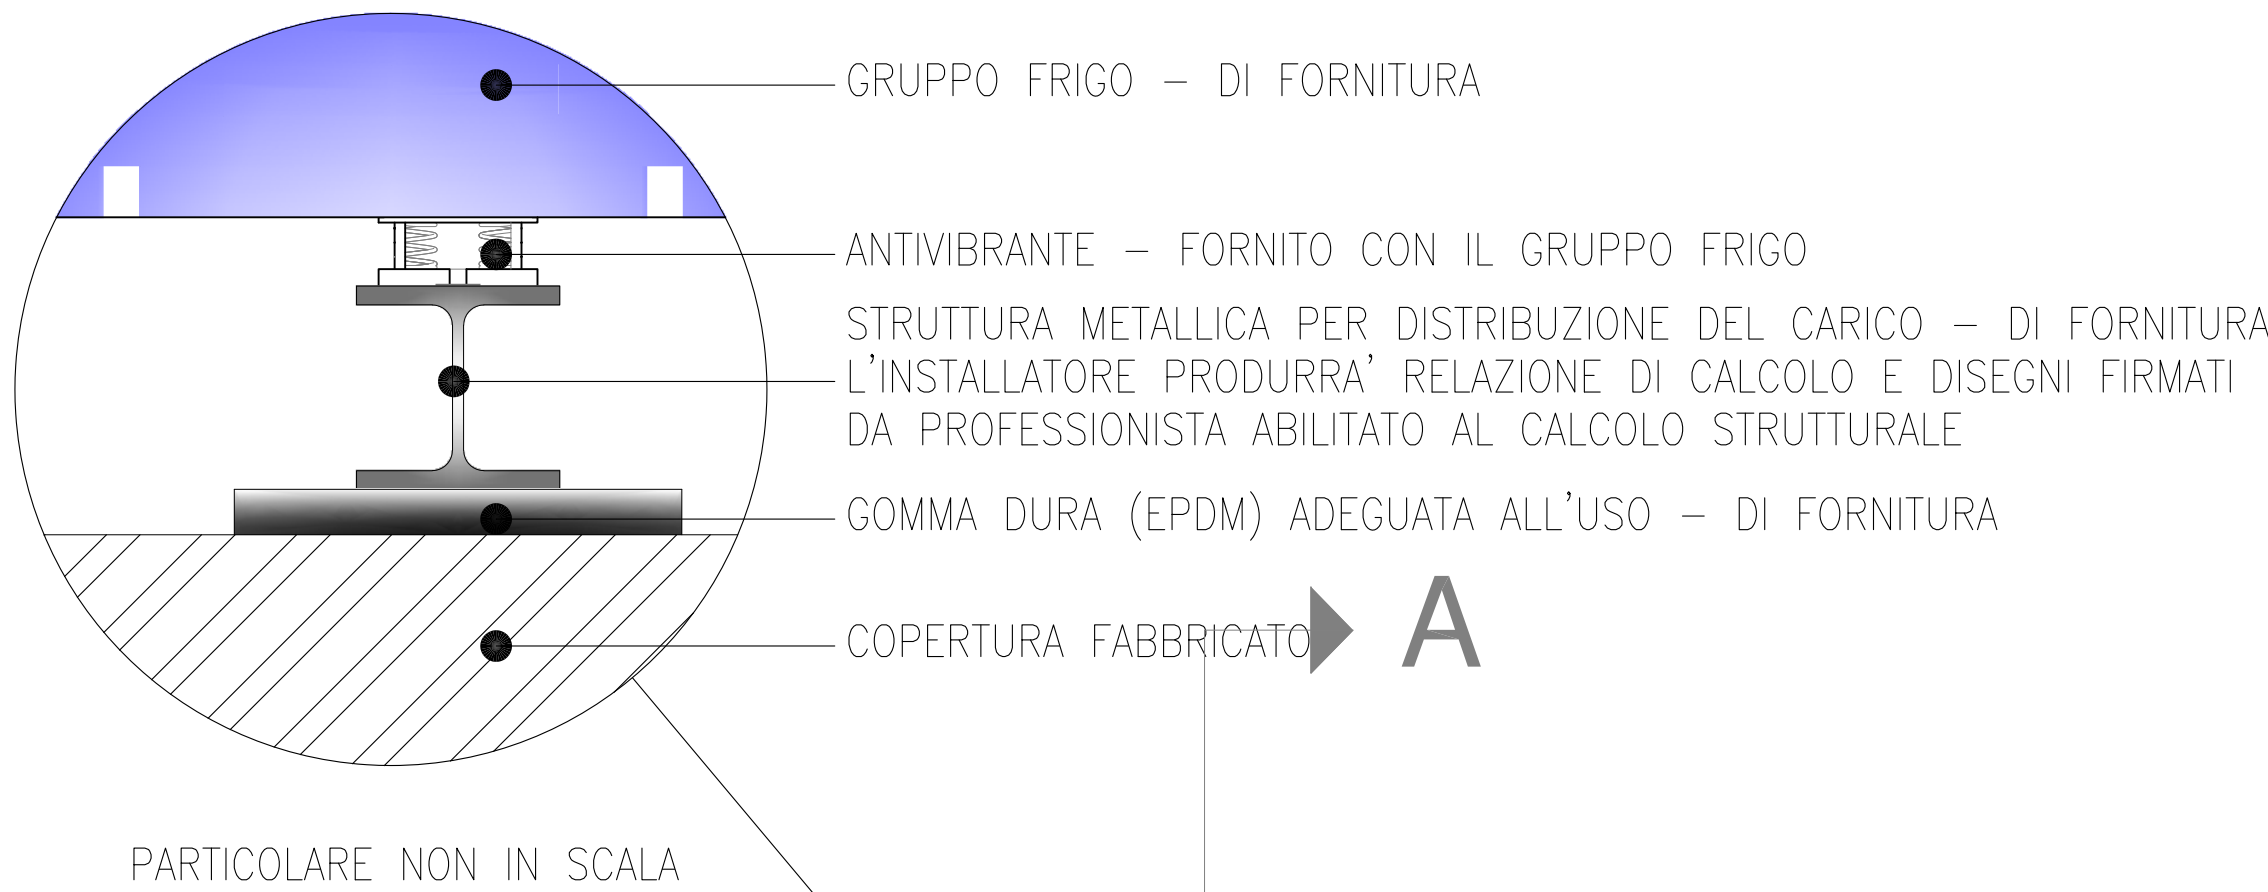 GRUPPO FRIGO – DI FORNITURA
ANTIVIBRANTE – FORNITO CON IL GRUPPO FRIGO
STRUTTURA METALLICA PER DISTRIBUZIONE DEL CARICO – DI FORNITURA
L'INSTALLATORE PRODURRA' RELAZIONE DI CALCOLO E DISEGNI FIRMATI
DA PROFESSIONISTA ABILITATO AL CALCOLO STRUTTURALE
GOMMA DURA (EPDM) ADEGUATA ALL'USO – DI FORNITURA
COPERTURA FABBRICATO
A
PARTICOLARE NON IN SCALA